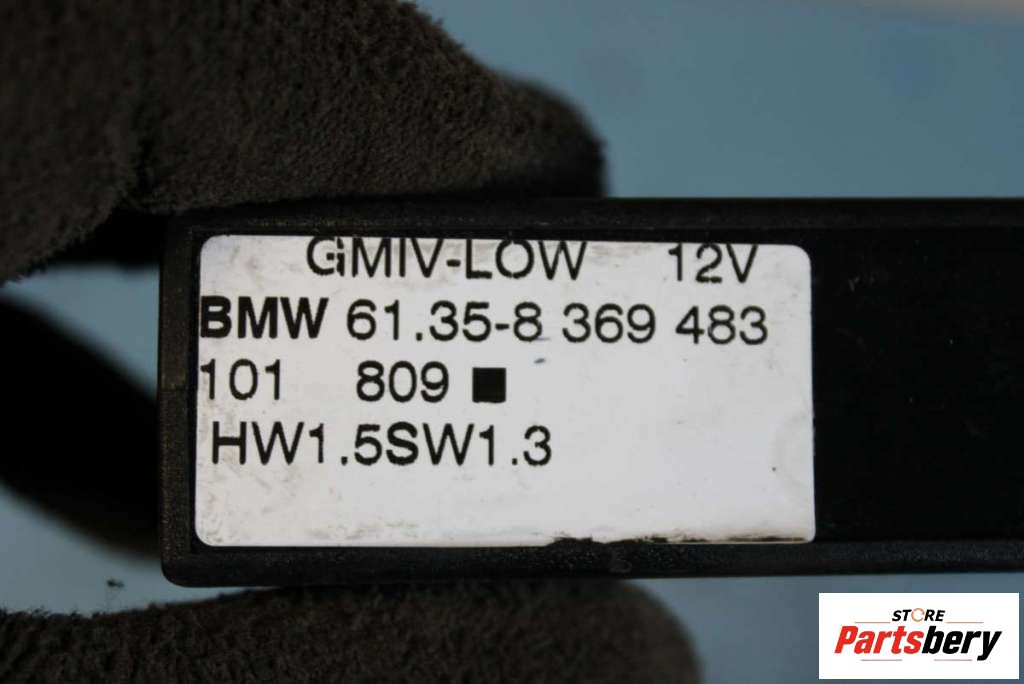 GMIV-LOW 12V
BMW 61.35-8 369 483
101 809 ■
HW1.5SW1.3
STORE
Partsbery